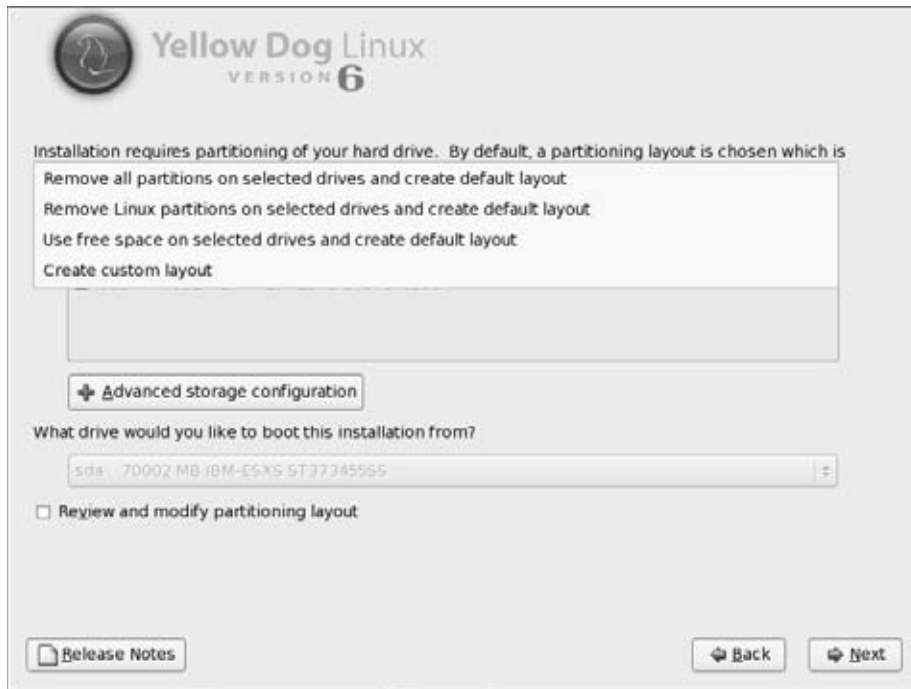 Yellow Dog Linux
VERSION 6
Installation requires partitioning of your hard drive. By default, a partitioning layout is chosen which is
Remove all partitions on selected drives and create default layout
Remove Linux partitions on selected drives and create default layout
Use free space on selected drives and create default layout
Create custom layout
Advanced storage configuration
What drive would you like to boot this installation from?
sda 70002 MB IBM-ESXS ST373455SS
Review and modify partitioning layout
Release Notes
Back
Next